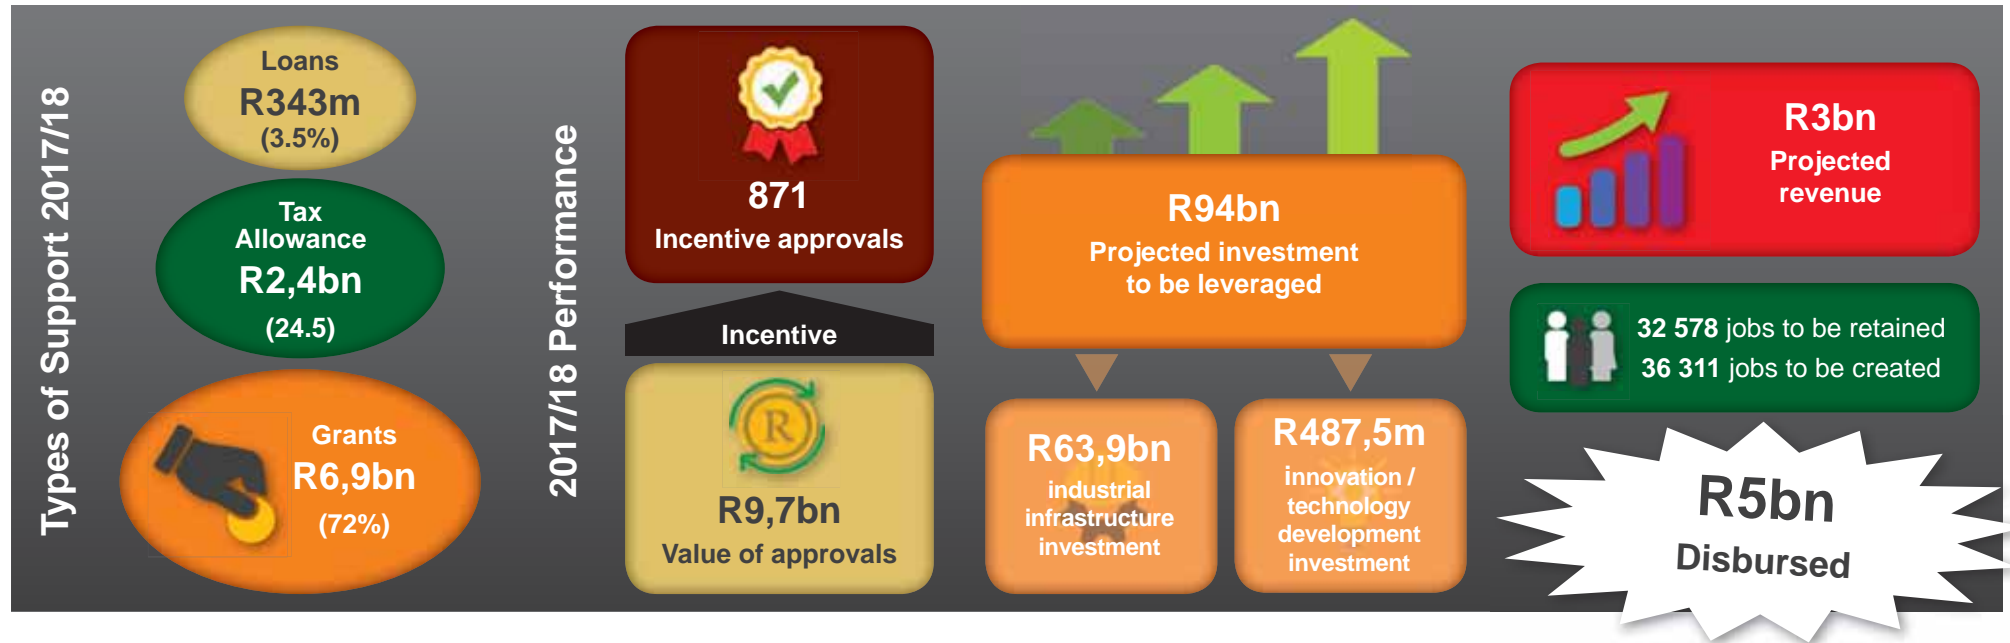 Types of Support 2017/18
Loans
R343m
(3.5%)
Tax
Allowance
R2,4bn
(24.5)
Grants
R6,9bn
(72%)
2017/18 Performance
871
Incentive approvals
Incentive
R
R9,7bn
Value of approvals
R94bn
Projected investment
to be leveraged
R63,9bn
industrial
infrastructure
investment
R487,5m
innovation /
technology
development
investment
R3bn
Projected
revenue
32 578 jobs to be retained
36 311 jobs to be created
R5bn
Disbursed